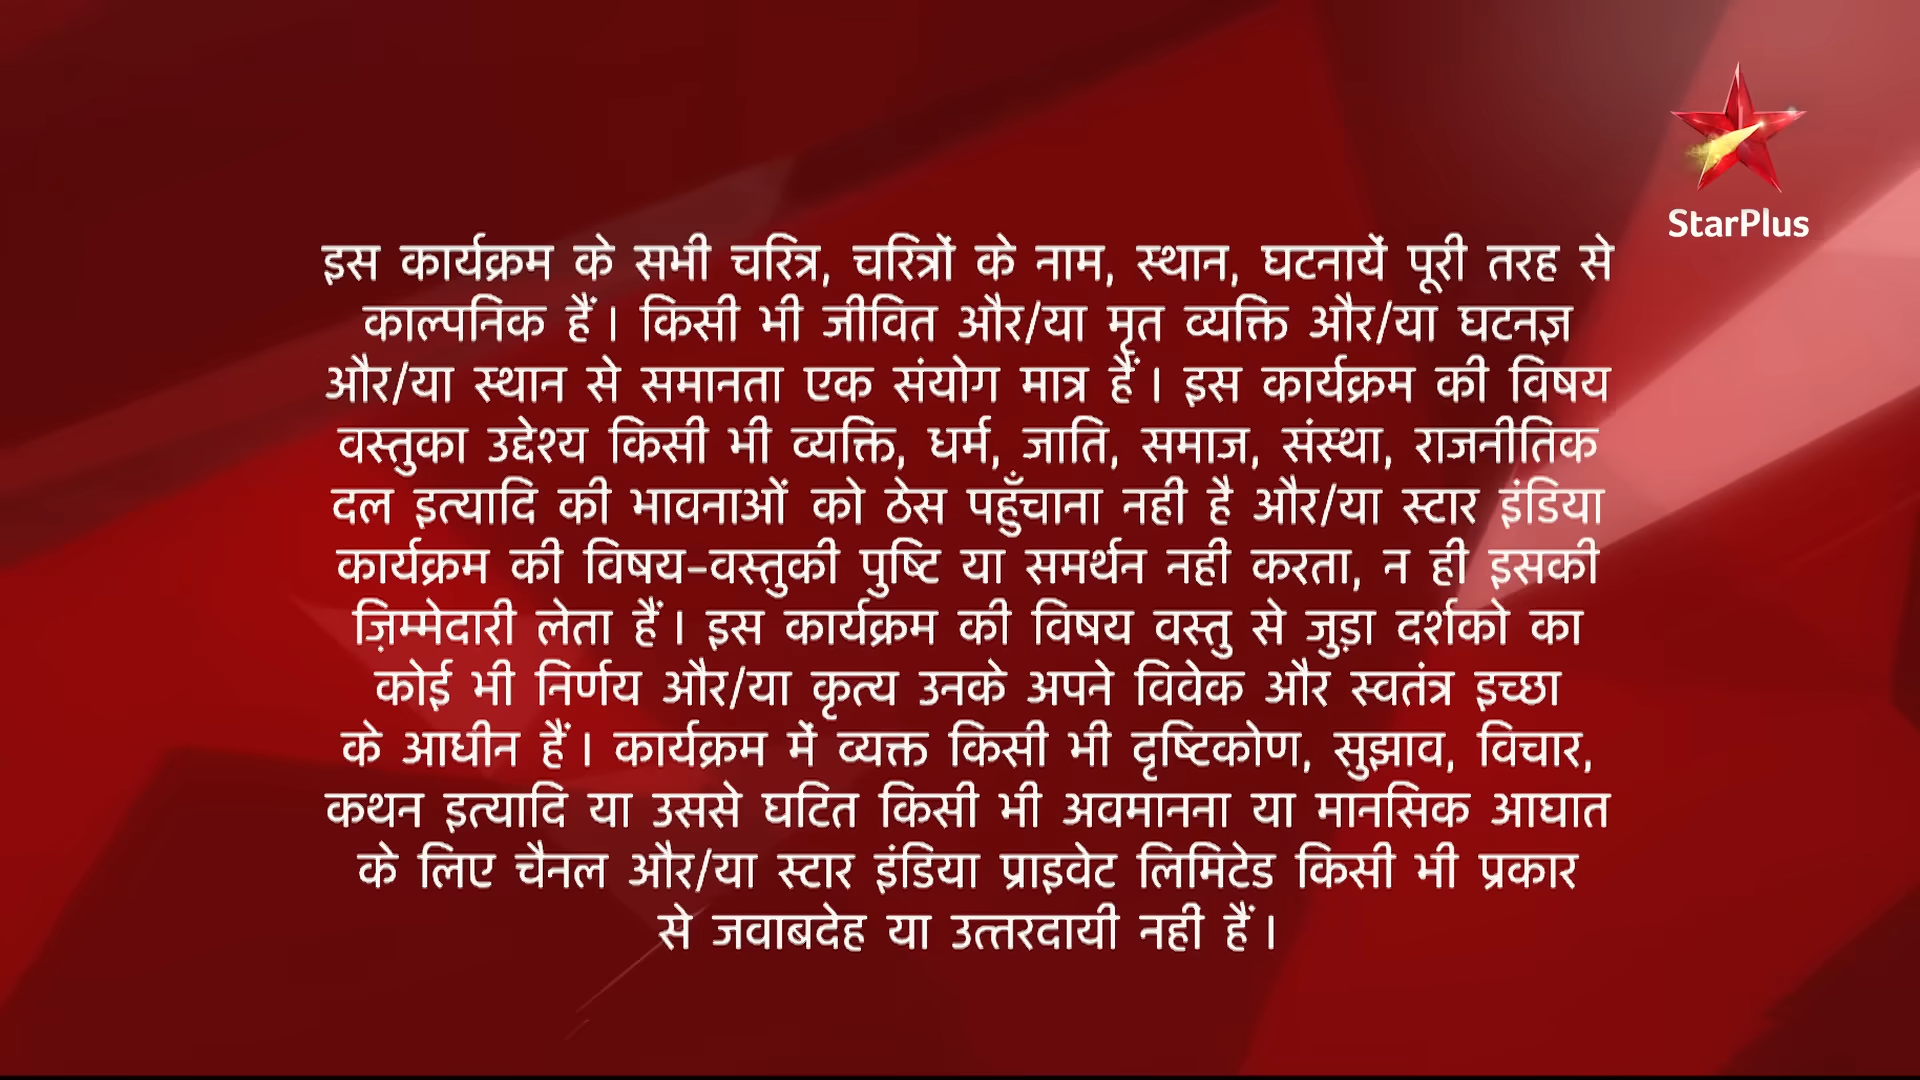 StarPlus
इस कार्यक्रम के सभी चरित्र, चरित्रों के नाम, स्थान, घटनायें पूरी तरह से
काल्पनिक हैं। किसी भी जीवित और/या मृत व्यक्ति और/या घटनज्ञ
और/या स्थान से समानता एक संयोग मात्र हैं। इस कार्यक्रम की विषय
वस्तुका उद्देश्य किसी भी व्यक्ति, धर्म, जाति, समाज, संस्था, राजनीतिक
दल इत्यादि की भावनाओं को ठेस पहुँचाना नही है और/या स्टार इंडिया
कार्यक्रम की विषय-वस्तुकी पुष्टि या समर्थन नही करता, न ही इसकी
ज़िम्मेदारी लेता हैं। इस कार्यक्रम की विषय वस्तु से जुड़ा दर्शको का
कोई भी निर्णय और/या कृत्य उनके अपने विवेक और स्वतंत्र इच्छा
के आधीन हैं। कार्यक्रम में व्यक्त किसी भी दृष्टिकोण, सुझाव, विचार,
कथन इत्यादि या उससे घटित किसी भी अवमानना या मानसिक आघात
के लिए चैनल और/या स्टार इंडिया प्राइवेट लिमिटेड किसी भी प्रकार
से जवाबदेह या उत्तरदायी नही हैं।